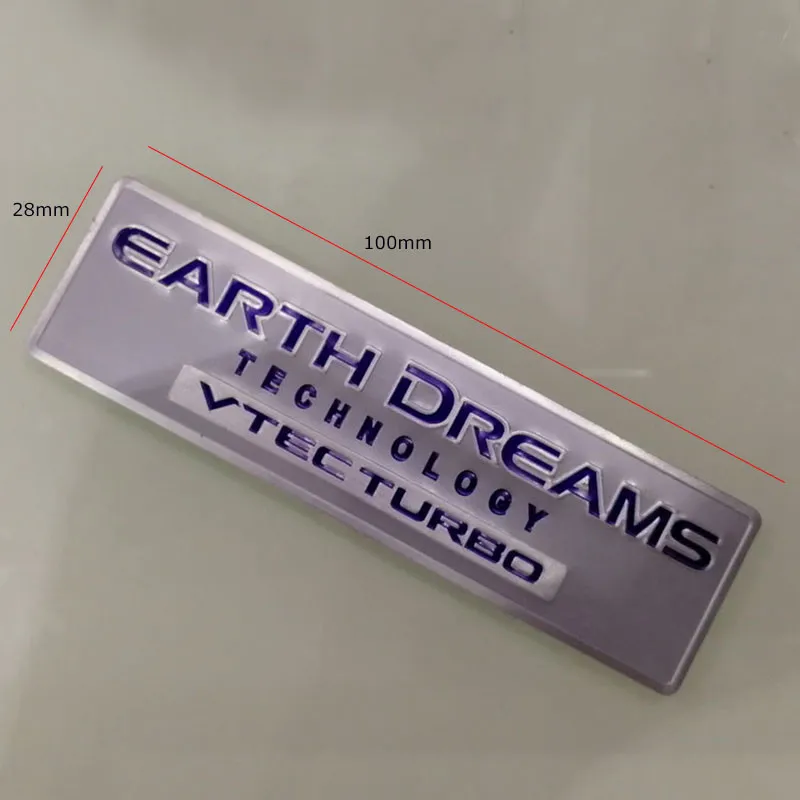 28mm
100mm
EARTH DREAMS
TECHNOLOGY
VTEC TURBO